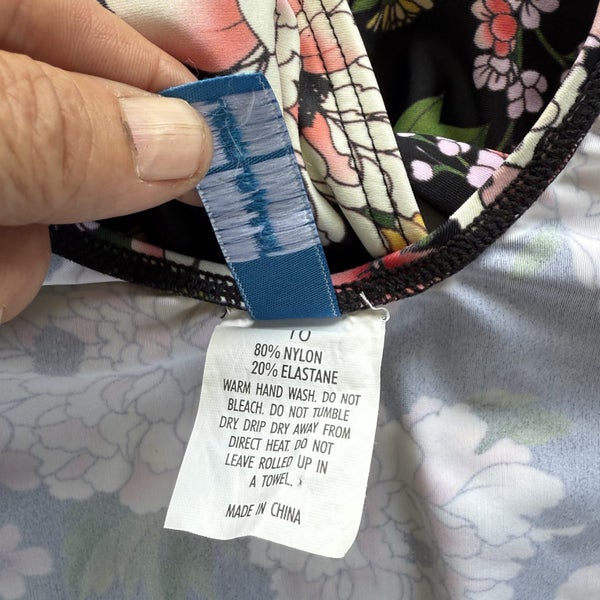 10
80% NYLON
20% ELASTANE
WARM HAND WASH. DO NOT
BLEACH. DO NOT TUMBLE
DRY DRIP DRY AWAY FROM
DIRECT HEAT. DO NOT
LEAVE ROLLED UP IN
A TOWEL.
MADE IN CHINA